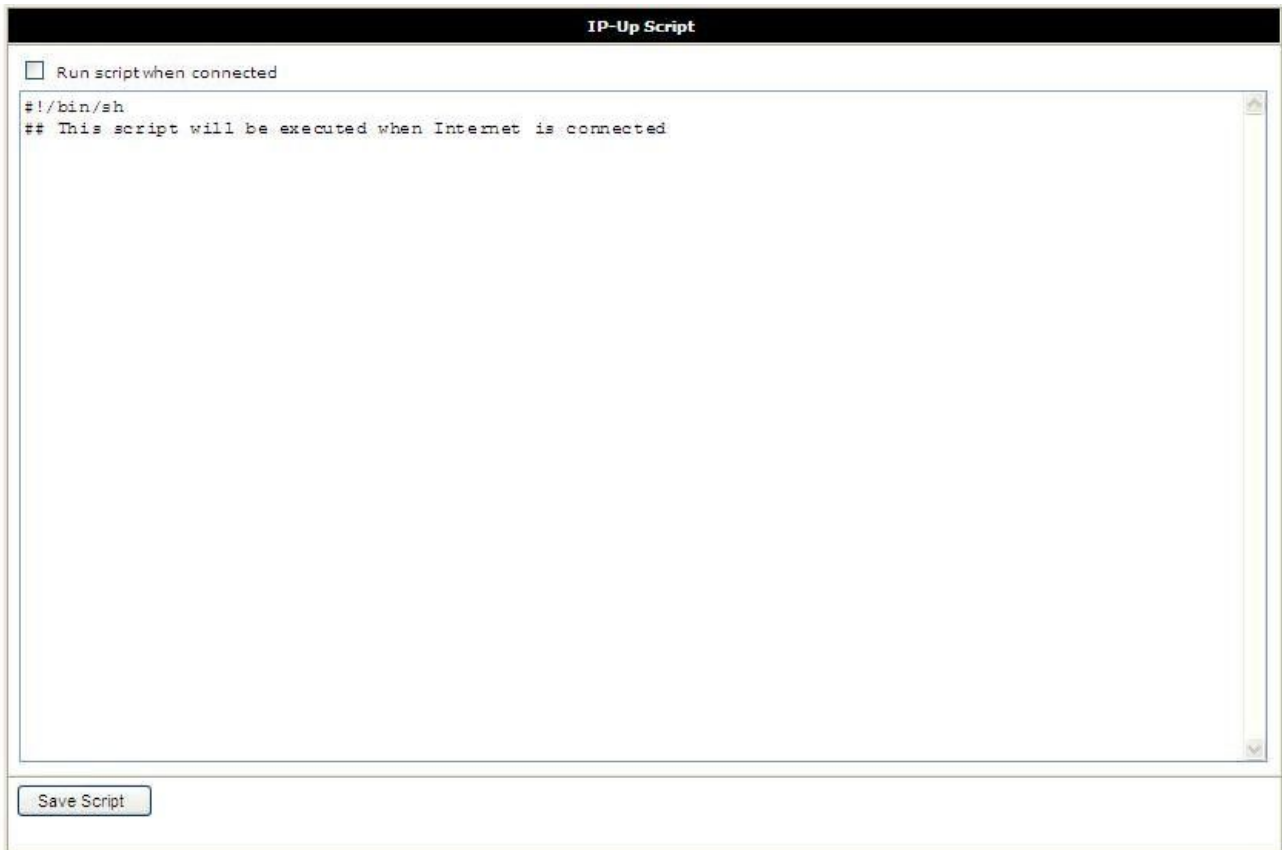 IP-Up Script
Run script when connected
#!/bin/sh
## This script will be executed when Internet is connected
Save Script